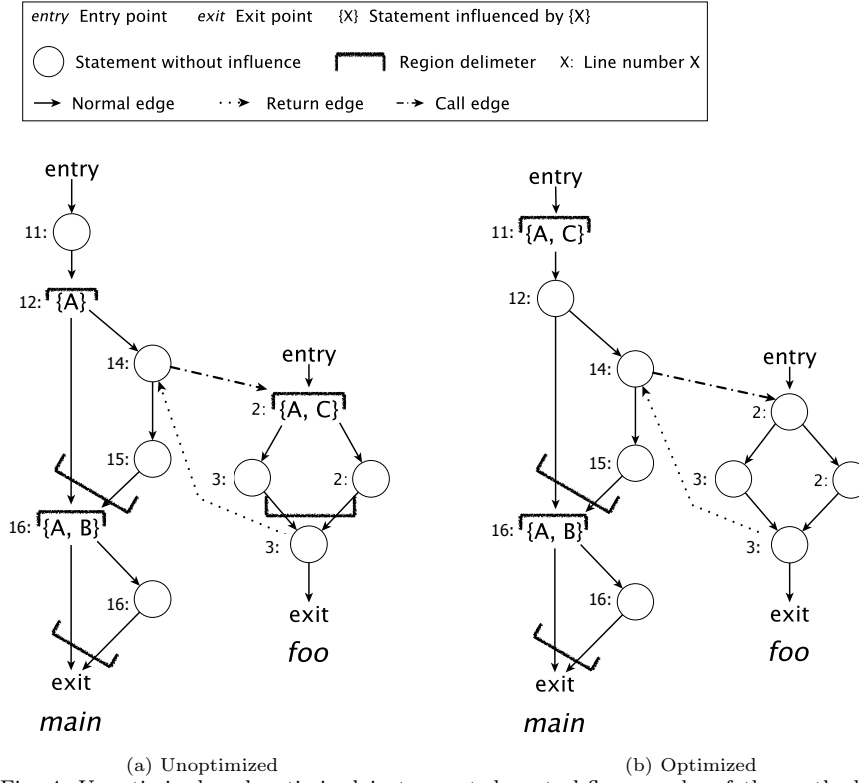 entry Entry point exit Exit point {X} Statement influenced by {X}
Statement without influence Region delimeter X: Line number X
Normal edge Return edge Call edge
entry
11:
12: {A}
14:
15:
16: {A, B}
16:
exit
main
entry
2: {A, C}
3: 2:
3:
exit
foo
(a) Unoptimized
entry
11: {A, C}
12:
14:
15:
16: {A, B}
16:
exit
main
entry
2:
3: 2:
3:
exit
foo
(b) Optimized